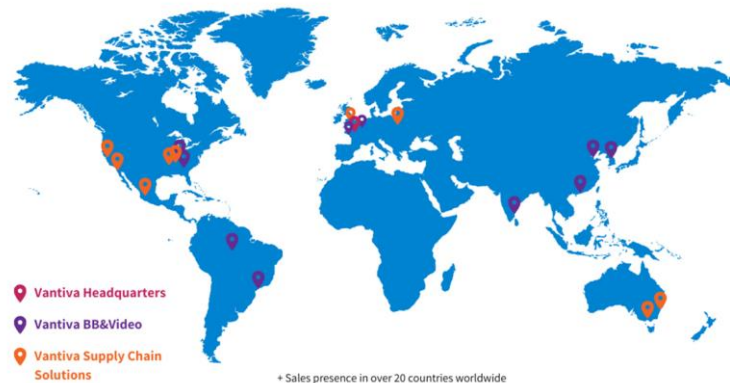 Vantiva Headquarters
Vantiva BB&Video
Vantiva Supply Chain
Solutions
+ Sales presence in over 20 countries worldwide